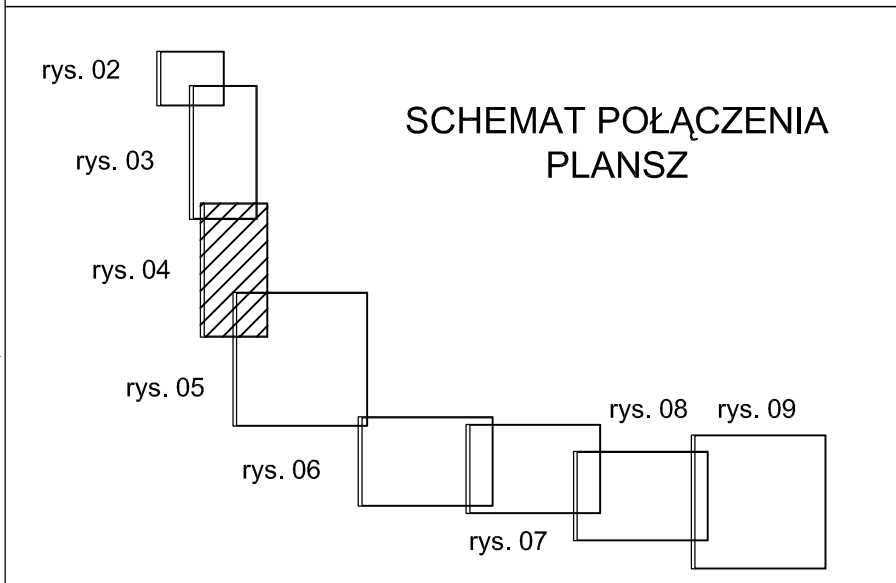 rys. 02
SCHEMAT POŁĄCZENIA
PLANSZ
rys. 03
rys. 04
rys. 05
rys. 06
rys. 07
rys. 08
rys. 09